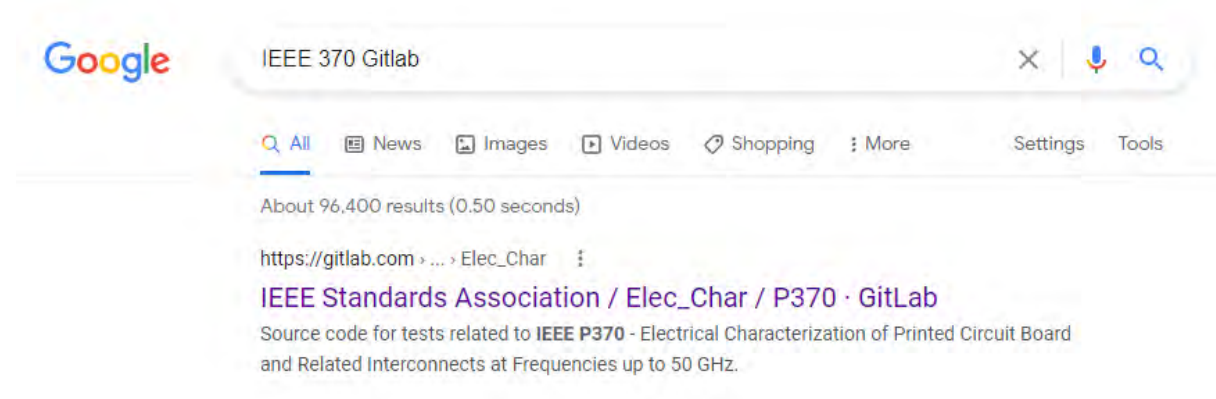 Google
IEEE 370 Gitlab
All News Images Videos Shopping More Settings Tools
About 96,400 results (0.50 seconds)
https://gitlab.com › ... › Elec_Char
IEEE Standards Association / Elec_Char / P370 · GitLab
Source code for tests related to IEEE P370 - Electrical Characterization of Printed Circuit Board
and Related Interconnects at Frequencies up to 50 GHz.